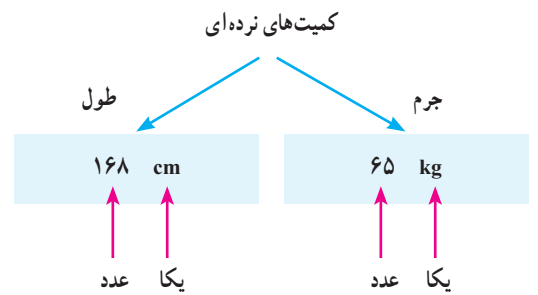 کمیت‌های نرده‌ای
جرم
طول
۶۵ kg
۱۶۸ cm
یکا
عدد
یکا
عدد